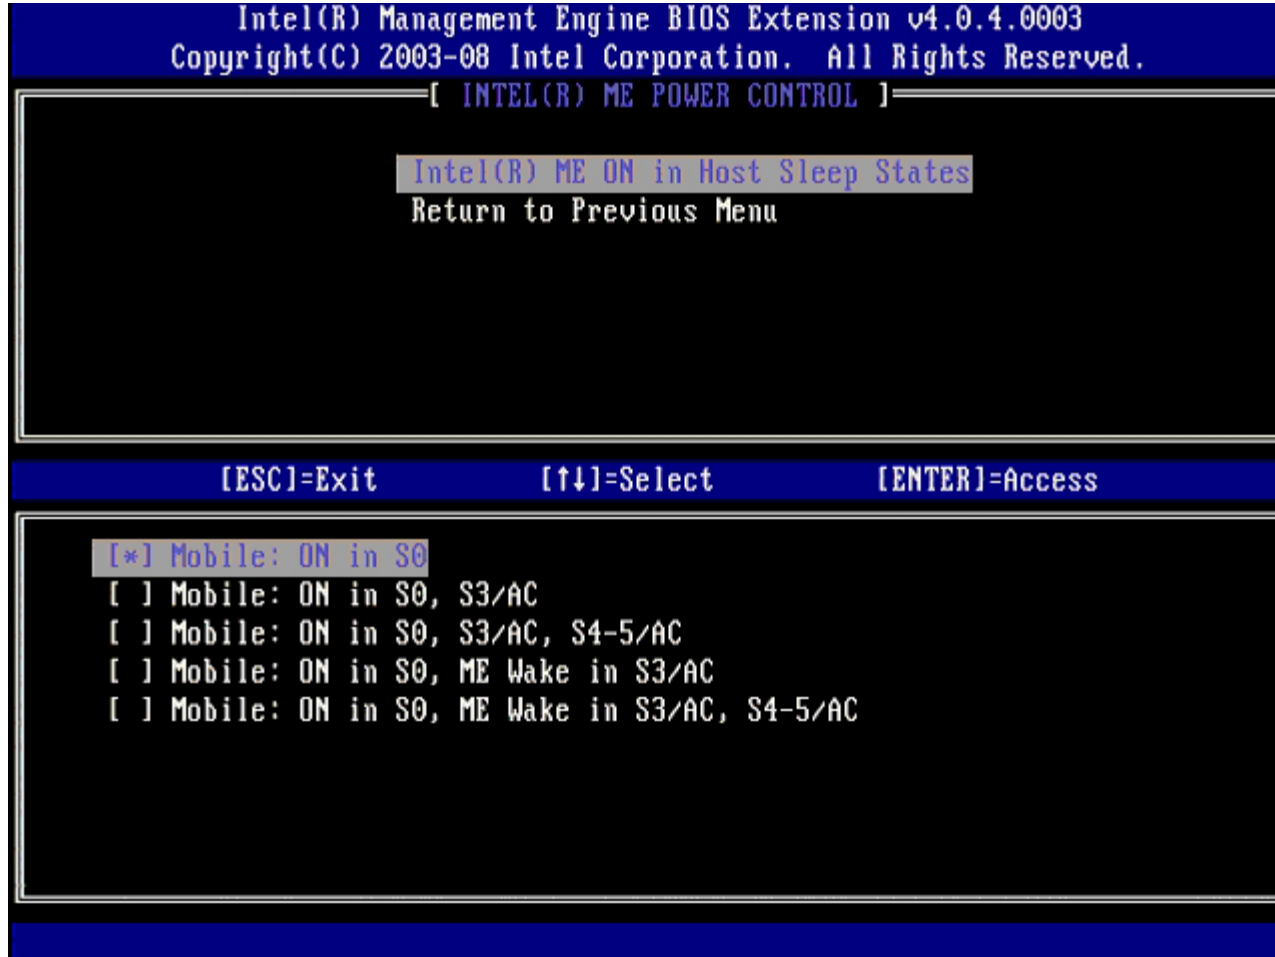 Intel(R) Management Engine BIOS Extension v4.0.4.0003
Copyright(C) 2003-08 Intel Corporation.  All Rights Reserved.
[ INTEL(R) ME POWER CONTROL ]
Intel(R) ME ON in Host Sleep States
Return to Previous Menu
[ESC]=Exit [↑↓]=Select [ENTER]=Access
[*] Mobile: ON in S0
[ ] Mobile: ON in S0, S3/AC
[ ] Mobile: ON in S0, S3/AC, S4-5/AC
[ ] Mobile: ON in S0, ME Wake in S3/AC
[ ] Mobile: ON in S0, ME Wake in S3/AC, S4-5/AC